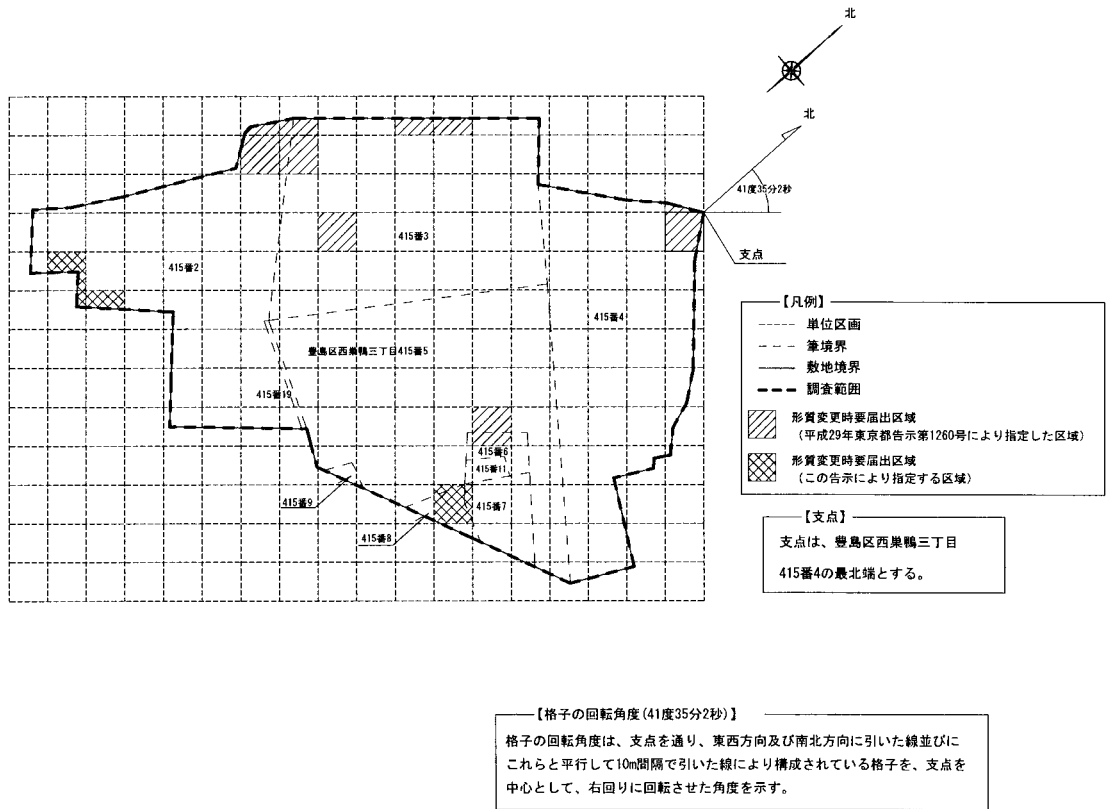 北
北
41度35分2秒
支点
415番3
415番2
415番4
豊島区西巣鴨三丁目415番5
415番19
415番6
415番11
415番9
415番7
415番8
【凡例】
単位区画
筆境界
敷地境界
調査範囲
形質変更時要届出区域
(平成29年東京都告示第1260号により指定した区域)
形質変更時要届出区域
(この告示により指定する区域)
【支点】
支点は、豊島区西巣鴨三丁目
415番4の最北端とする。
【格子の回転角度(41度35分2秒)】
格子の回転角度は、支点を通り、東西方向及び南北方向に引いた線並びに
これらと平行して10m間隔で引いた線により構成されている格子を、支点を
中心として、右回りに回転させた角度を示す。